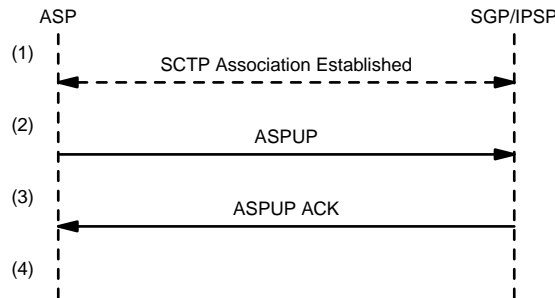 ASP SGP/IPSP
(1)
SCTP Association Established
(2)
ASPUP
(3)
ASPUP ACK
(4)